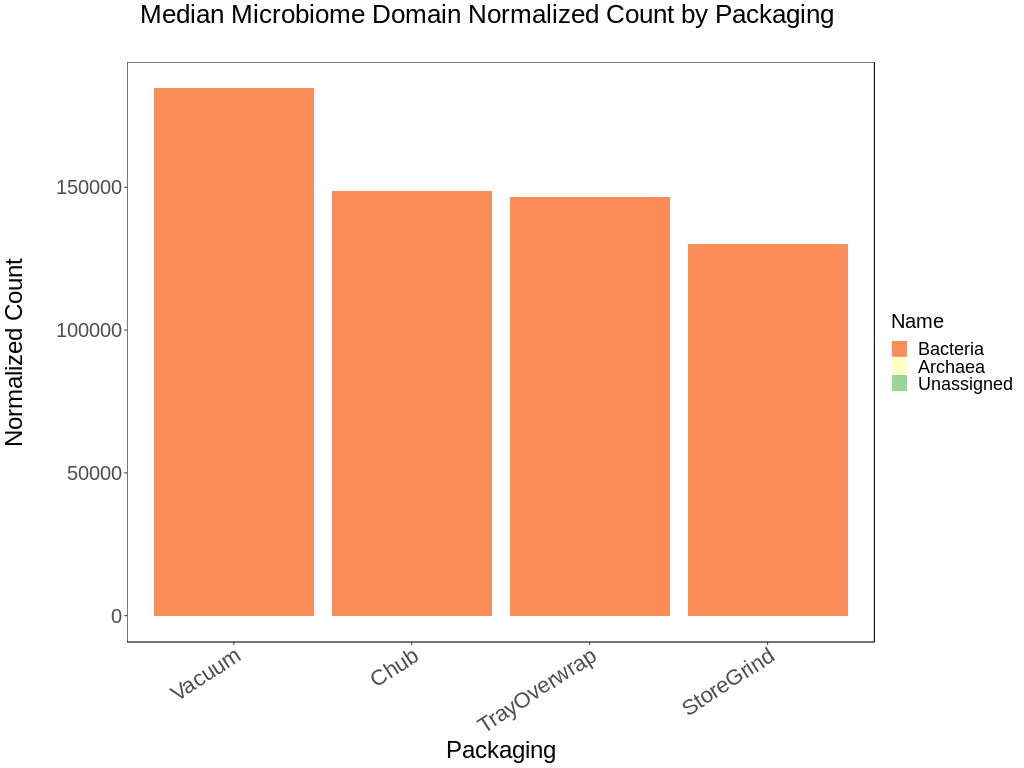 Median Microbiome Domain Normalized Count by Packaging
Normalized Count
150000
100000
50000
0
Vacuum
Chub
TrayOverwrap
StoreGrind
Packaging
Name
Bacteria
Archaea
Unassigned